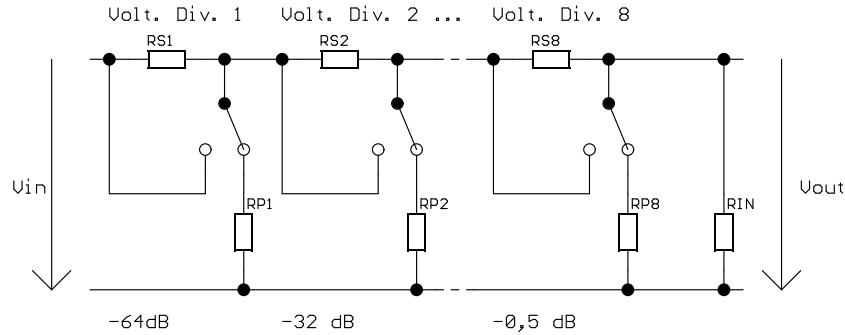 Volt. Div. 1 Volt. Div. 2 ... Volt. Div. 8
RS1 RS2 RS8
Vin Vout
RP1 RP2 RP8 RIN
-64dB -32 dB -0,5 dB